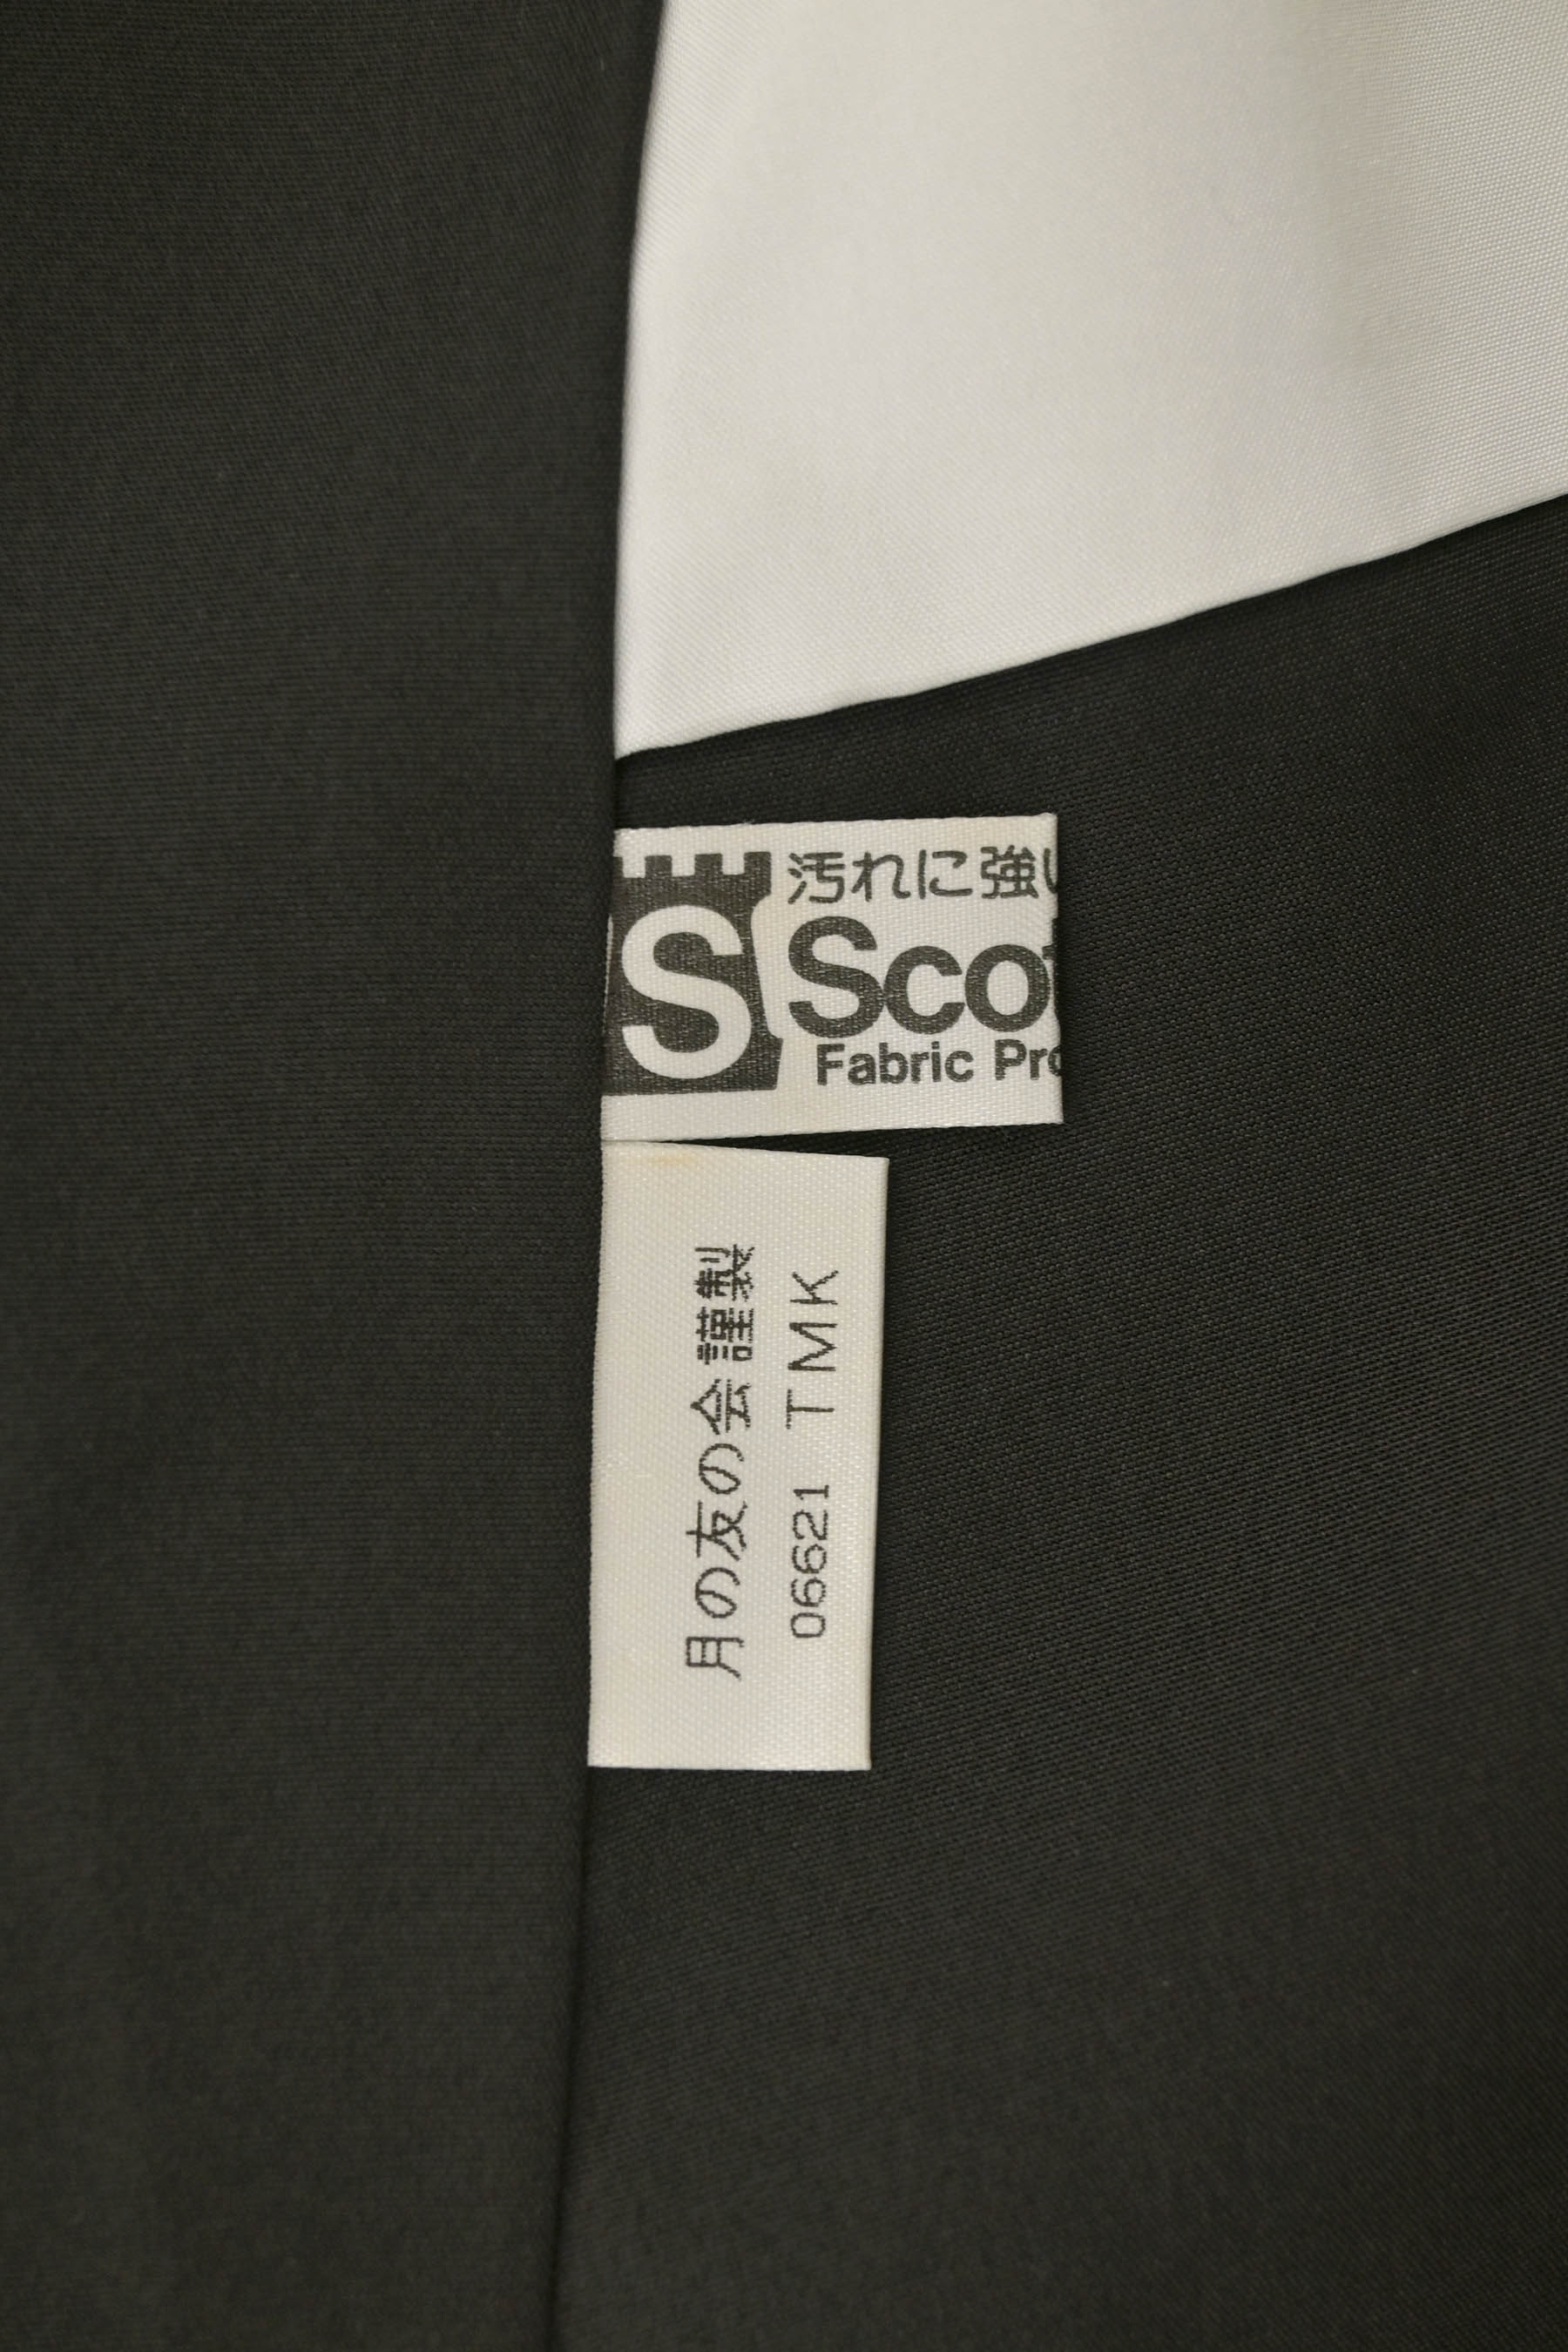 S
汚れに強い
Scot
Fabric Pro
月の友の会謹製
06621 TMK